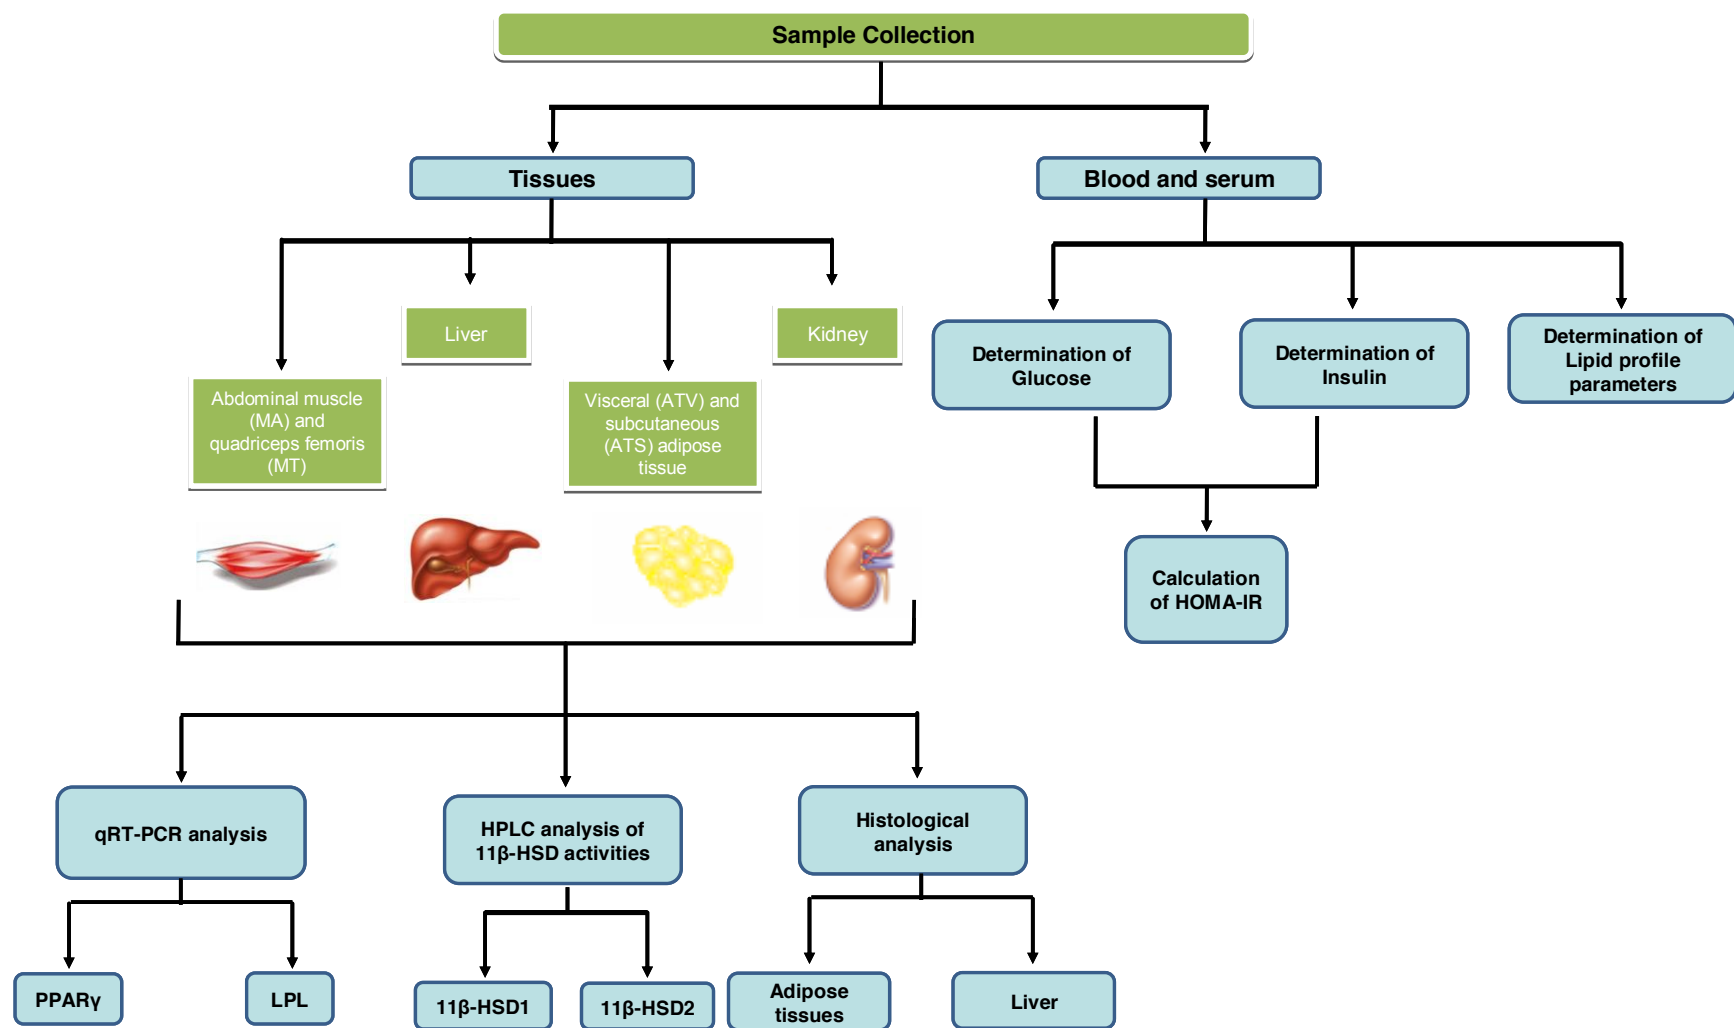 Sample Collection
Tissues
Blood and serum
Liver
Kidney
Abdominal muscle
(MA) and
quadriceps femoris
(MT)
Visceral (ATV) and
subcutaneous
(ATS) adipose
tissue
Determination of
Glucose
Determination of
Insulin
Determination of
Lipid profile
parameters
Calculation
of HOMA-IR
qRT-PCR analysis
HPLC analysis of
11β-HSD activities
Histological
analysis
PPARγ
LPL
11β-HSD1
11β-HSD2
Adipose
tissues
Liver